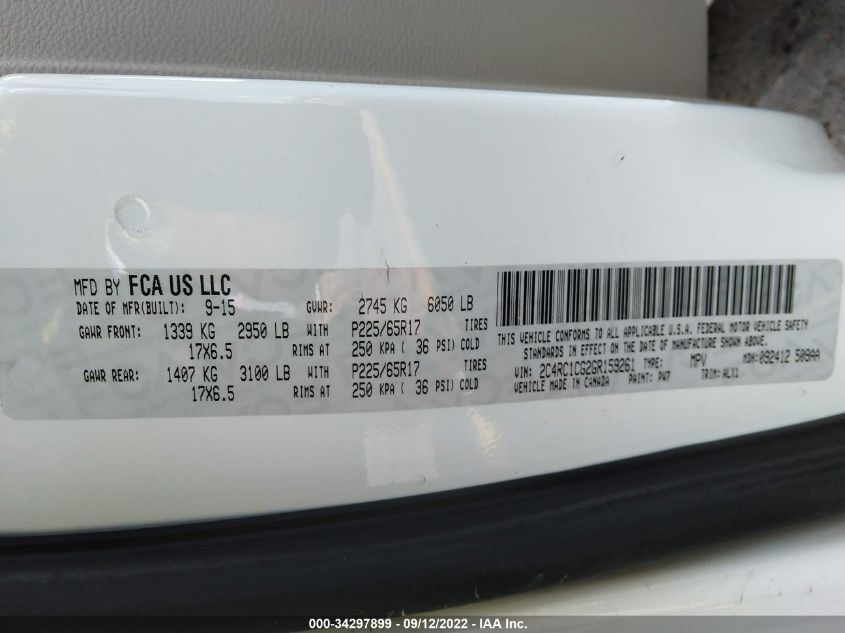 MFD BY FCA US LLC
DATE OF MFR(BUILT): 9-15 GVWR: 2745 KG 6050 LB
GAWR FRONT: 1339 KG 2950 LB WITH P225/65R17 TIRES
17X6.5 RIMS AT 250 KPA ( 36 PSI) COLD
GAWR REAR: 1407 KG 3100 LB WITH P225/65R17 TIRES
17X6.5 RIMS AT 250 KPA ( 36 PSI) COLD
THIS VEHICLE CONFORMS TO ALL APPLICABLE U.S.A. FEDERAL MOTOR VEHICLE SAFETY
STANDARDS IN EFFECT ON THE DATE OF MANUFACTURE SHOWN ABOVE.
VIN: 2C4RC1CG2GR159261 TYPE: MPV MDH: 092412 509AA
VEHICLE MADE IN CANADA PAINT: PW7 TRIM: ALX1
000-34297899 - 09/12/2022 - IAA Inc.